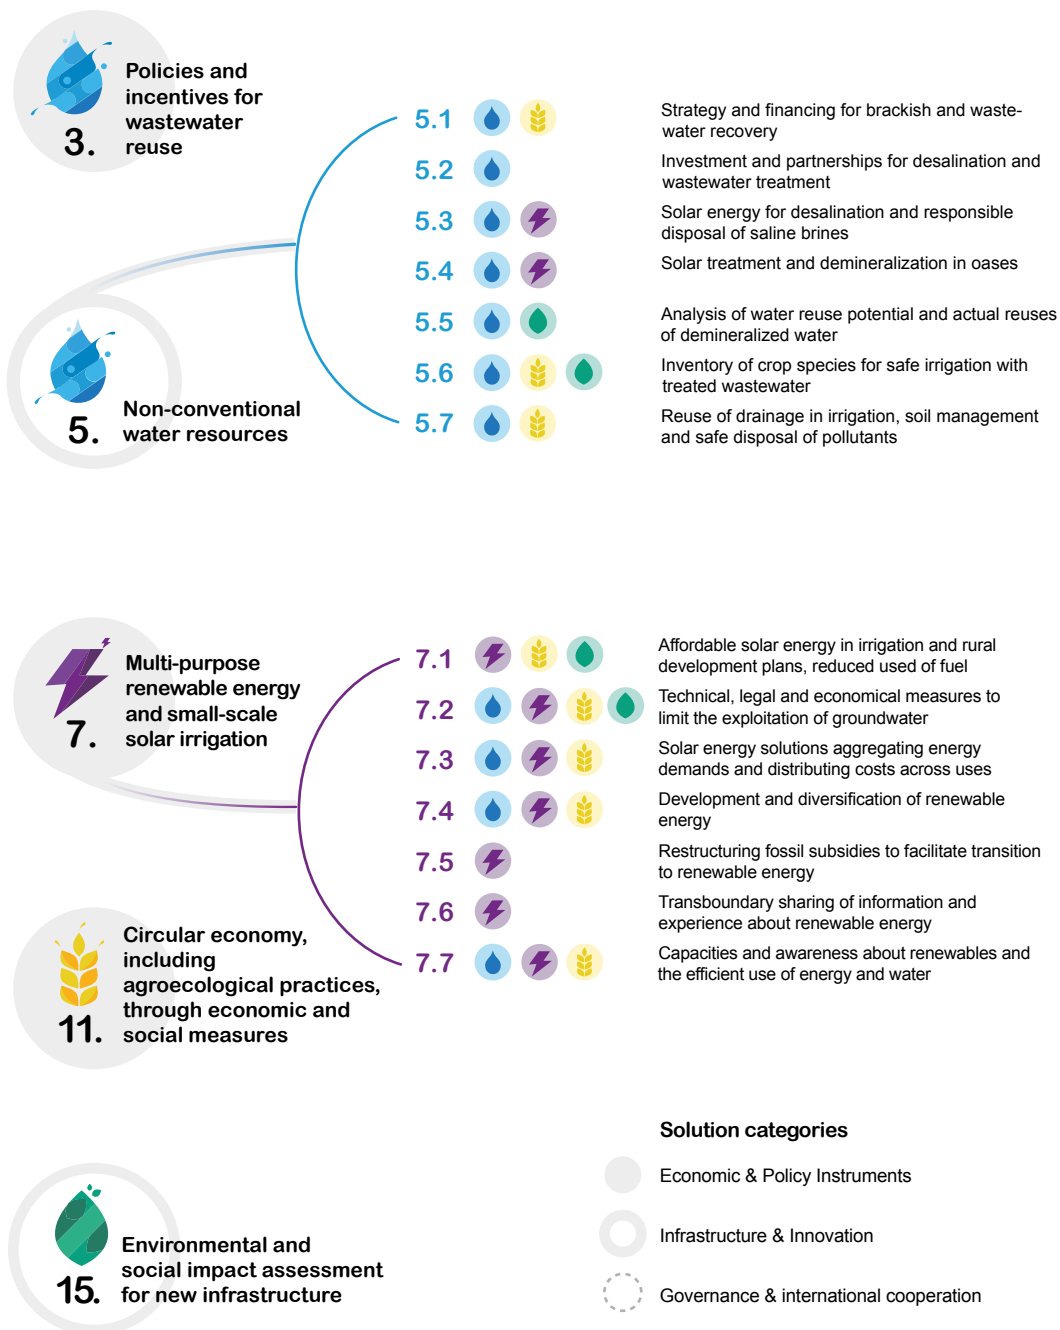 Policies and
incentives for
wastewater
reuse
3.
5.1
Strategy and financing for brackish and waste-
water recovery
5.2
Investment and partnerships for desalination and
wastewater treatment
5.3
Solar energy for desalination and responsible
disposal of saline brines
5.4
Solar treatment and demineralization in oases
5.5
Analysis of water reuse potential and actual reuses
of demineralized water
5.6
Inventory of crop species for safe irrigation with
treated wastewater
5.7
Reuse of drainage in irrigation, soil management
and safe disposal of pollutants
5.
Non-conventional
water resources
Multi-purpose
renewable energy
and small-scale
solar irrigation
7.
7.1
Affordable solar energy in irrigation and rural
development plans, reduced used of fuel
7.2
Technical, legal and economical measures to
limit the exploitation of groundwater
7.3
Solar energy solutions aggregating energy
demands and distributing costs across uses
7.4
Development and diversification of renewable
energy
7.5
Restructuring fossil subsidies to facilitate transition
to renewable energy
7.6
Transboundary sharing of information and
experience about renewable energy
7.7
Capacities and awareness about renewables and
the efficient use of energy and water
Circular economy,
including
agroecological practices,
through economic and
social measures
11.
Environmental and
social impact assessment
for new infrastructure
15.
Solution categories
Economic & Policy Instruments
Infrastructure & Innovation
Governance & international cooperation